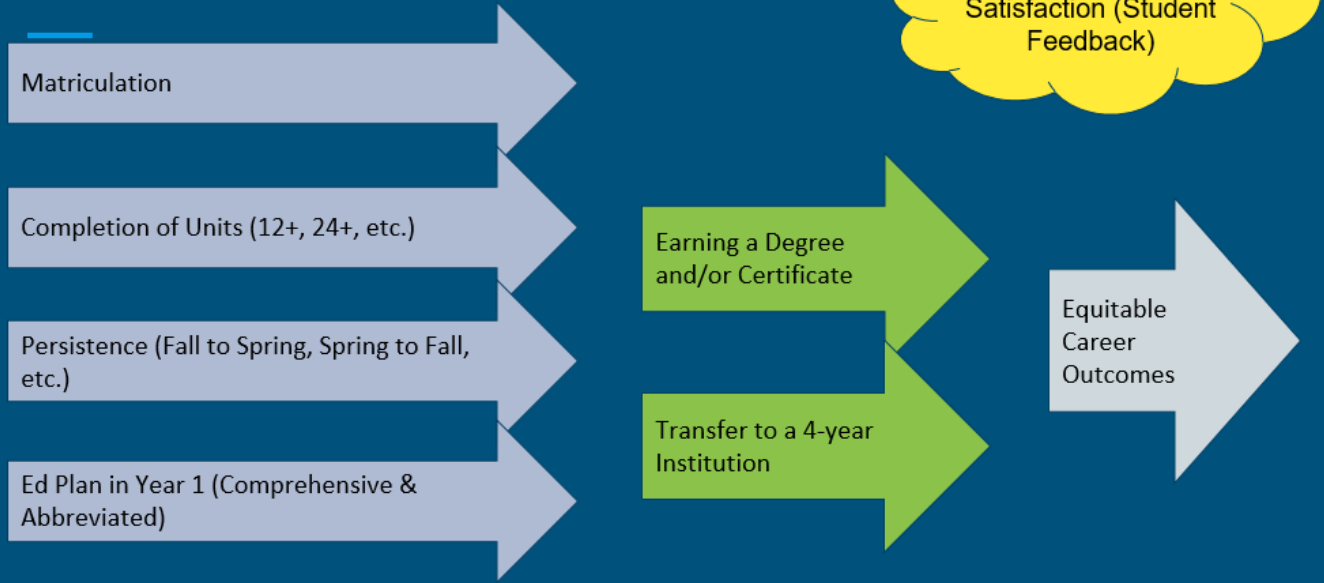 Satisfaction (Student
Feedback)
Matriculation
Completion of Units (12+, 24+, etc.)
Persistence (Fall to Spring, Spring to Fall,
etc.)
Ed Plan in Year 1 (Comprehensive &
Abbreviated)
Earning a Degree
and/or Certificate
Transfer to a 4-year
Institution
Equitable
Career
Outcomes